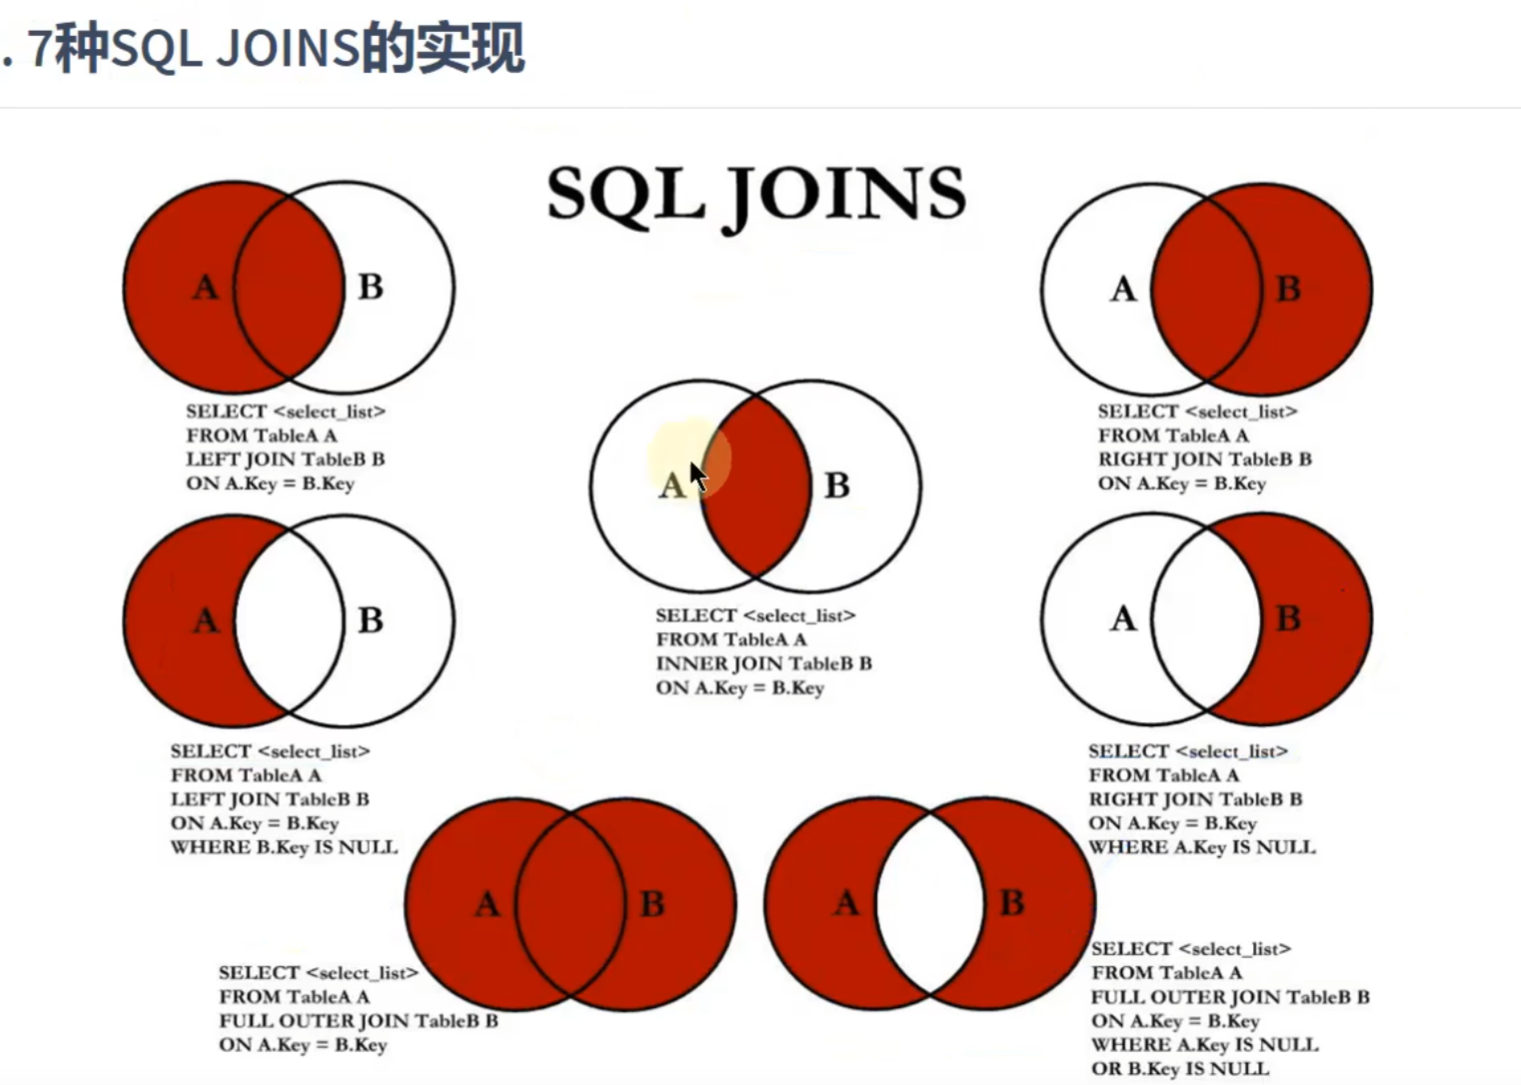 . 7种SQL JOINS的实现
SQL JOINS
A
B
SELECT <select_list>
FROM TableA A
LEFT JOIN TableB B
ON A.Key = B.Key
A
B
SELECT <select_list>
FROM TableA A
RIGHT JOIN TableB B
ON A.Key = B.Key
A
B
SELECT <select_list>
FROM TableA A
INNER JOIN TableB B
ON A.Key = B.Key
A
B
SELECT <select_list>
FROM TableA A
LEFT JOIN TableB B
ON A.Key = B.Key
WHERE B.Key IS NULL
A
B
SELECT <select_list>
FROM TableA A
RIGHT JOIN TableB B
ON A.Key = B.Key
WHERE A.Key IS NULL
A
B
SELECT <select_list>
FROM TableA A
FULL OUTER JOIN TableB B
ON A.Key = B.Key
A
B
SELECT <select_list>
FROM TableA A
FULL OUTER JOIN TableB B
ON A.Key = B.Key
WHERE A.Key IS NULL
OR B.Key IS NULL